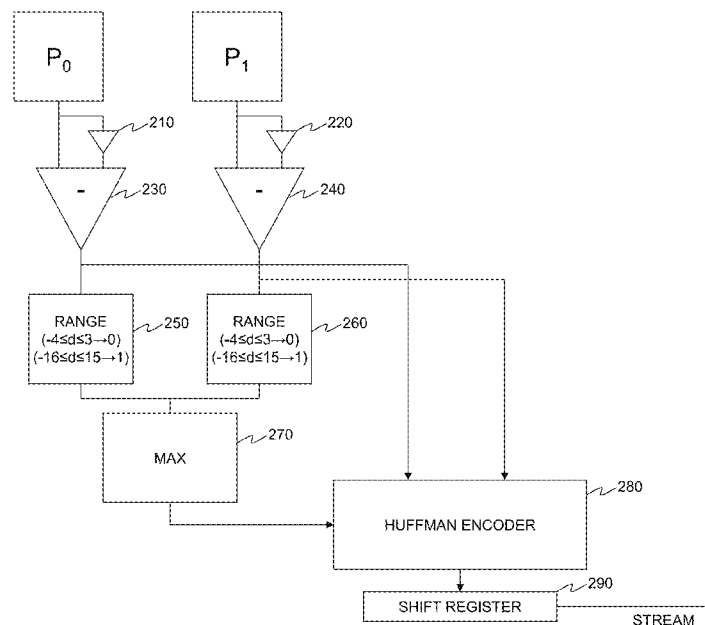 P0
P1
210
220
-
230
-
240
RANGE
(-4≤d≤3→0)
(-16≤d≤15→1)
250
RANGE
(-4≤d≤3→0)
(-16≤d≤15→1)
260
MAX
270
HUFFMAN ENCODER
280
SHIFT REGISTER
290
STREAM